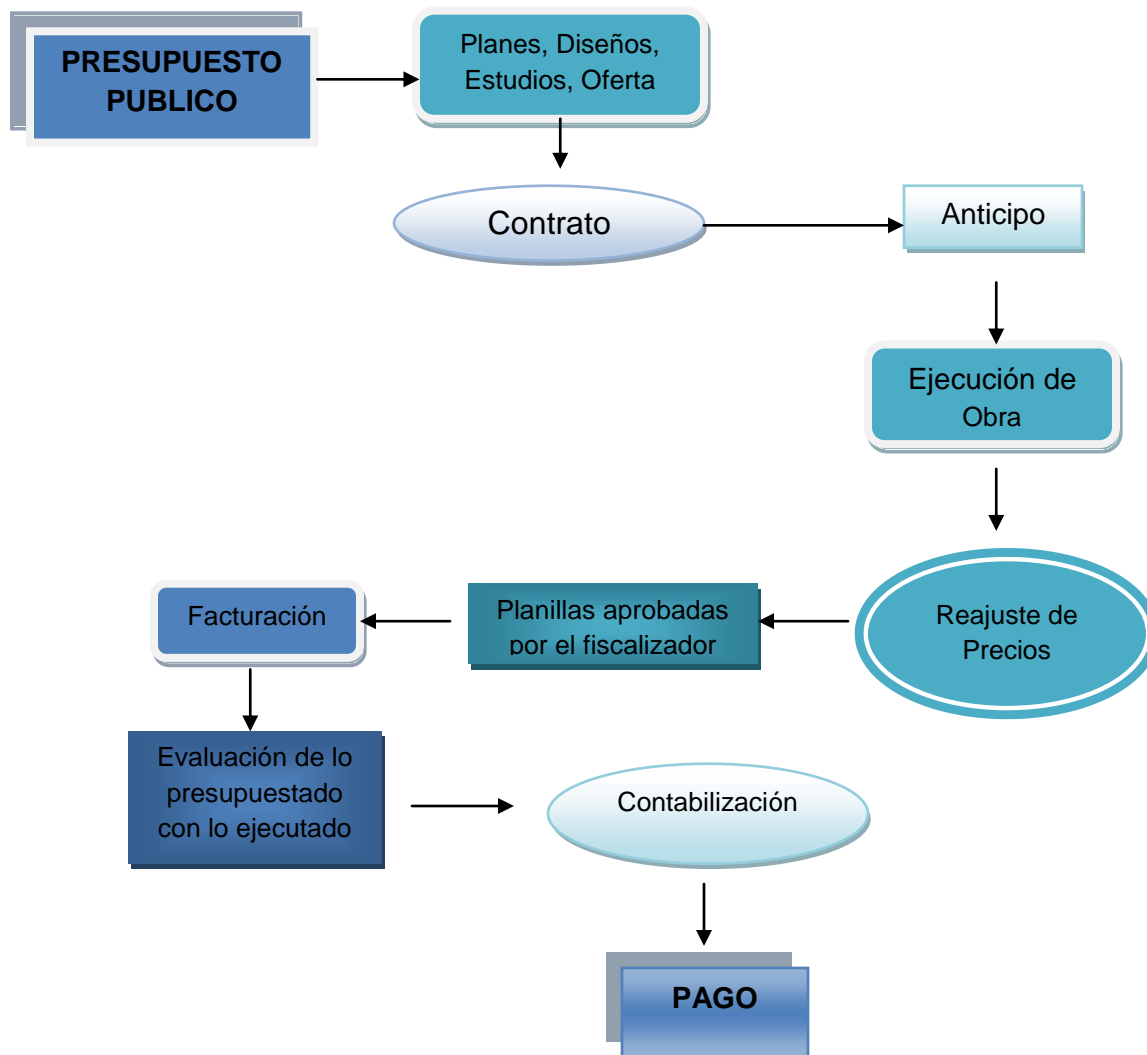 PRESUPUESTO
PUBLICO
Planes, Diseños,
Estudios, Oferta
Contrato
Anticipo
Ejecución de
Obra
Reajuste de
Precios
Planillas aprobadas
por el fiscalizador
Facturación
Evaluación de lo
presupuestado
con lo ejecutado
Contabilización
PAGO